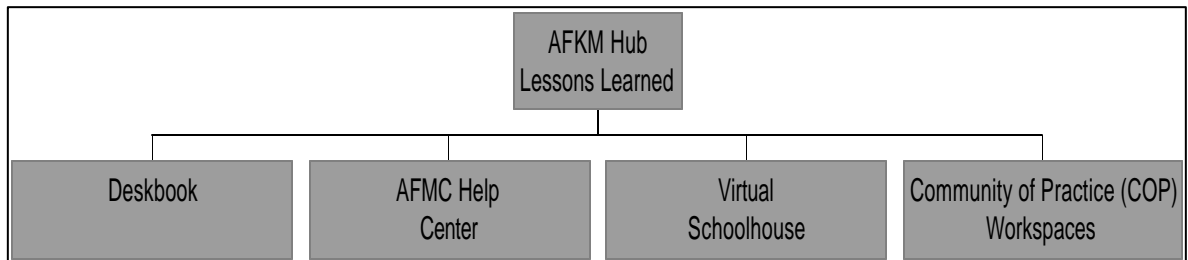 AFKM Hub
Lessons Learned
Deskbook
AFMC Help
Center
Virtual
Schoolhouse
Community of Practice (COP)
Workspaces